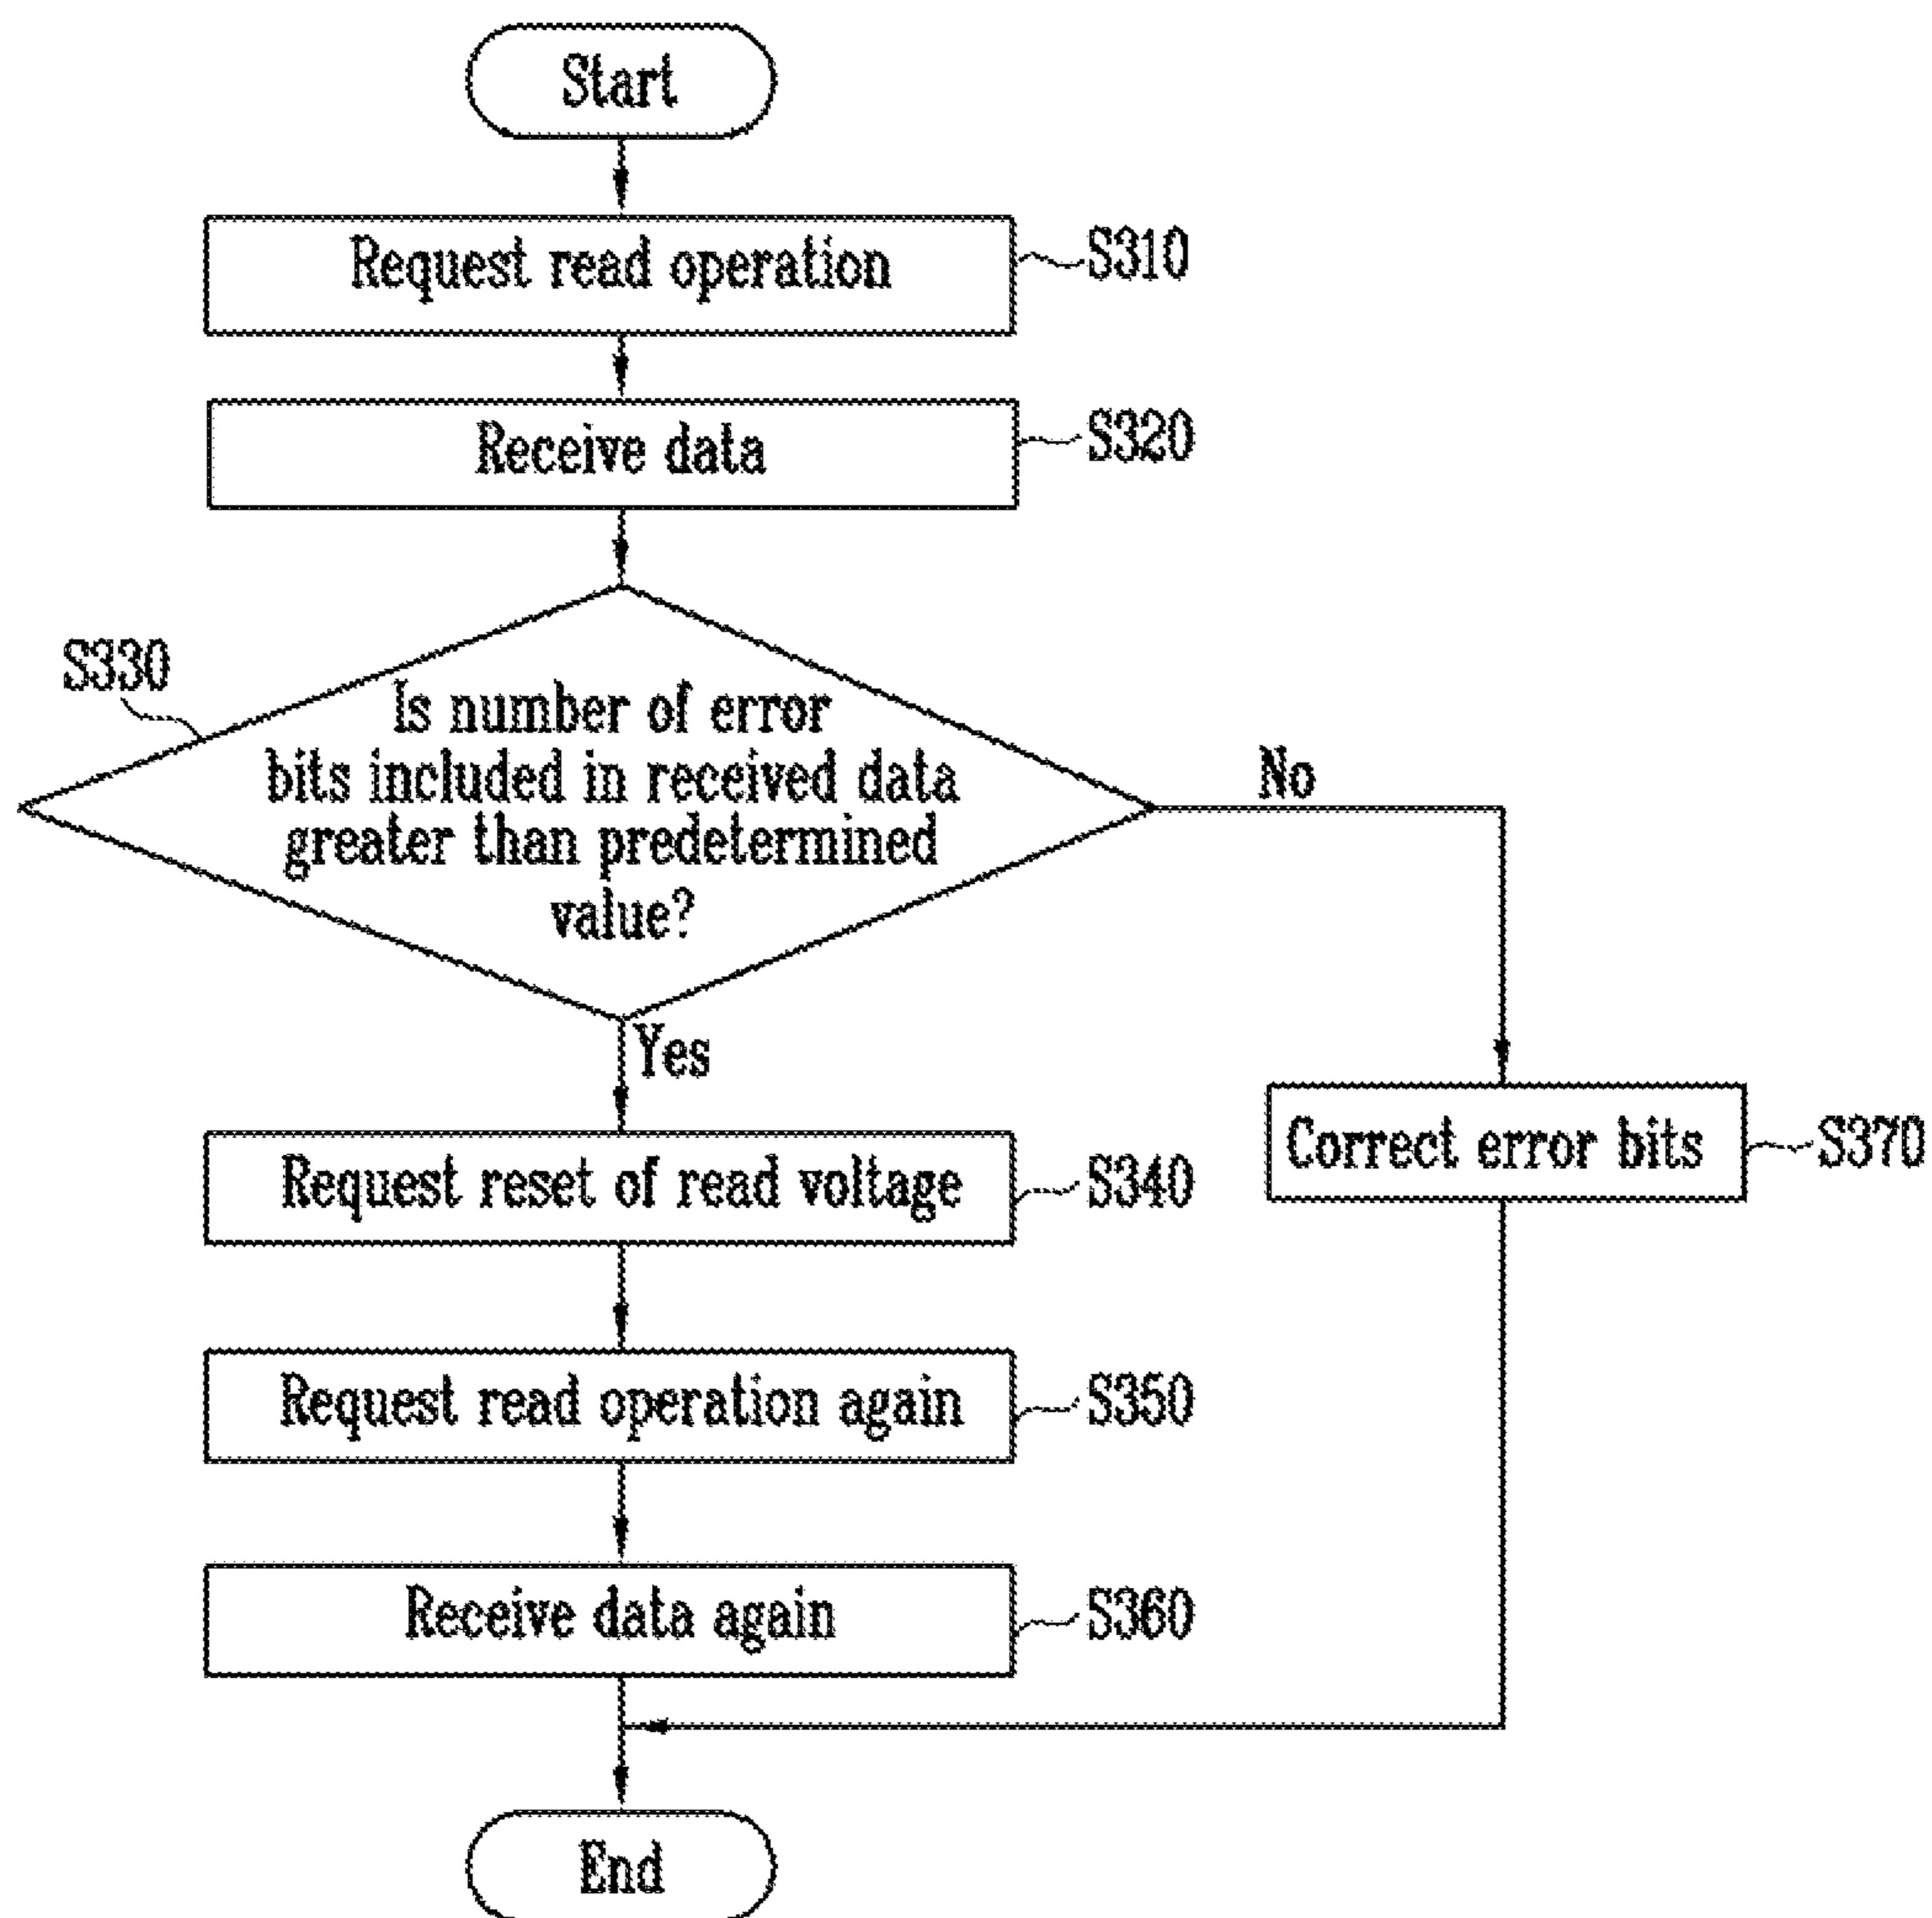 Start
Request read operation
S310
Receive data
S320
S330
Is number of error
bits included in received data
greater than predetermined
value?
No
Yes
Request reset of read voltage
S340
Correct error bits
S370
Request read operation again
S350
Receive data again
S360
End